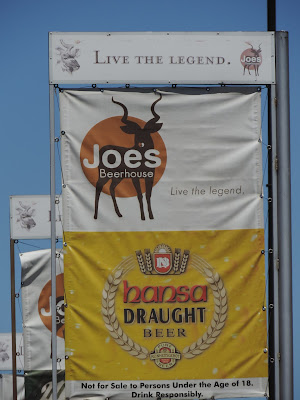 LIVE THE LEGEND.
Joes
Joes
Beerhouse
Live the legend.
hansa
DRAUGHT
BEER
Not for Sale to Persons Under the Age of 18.
Drink Responsibly.